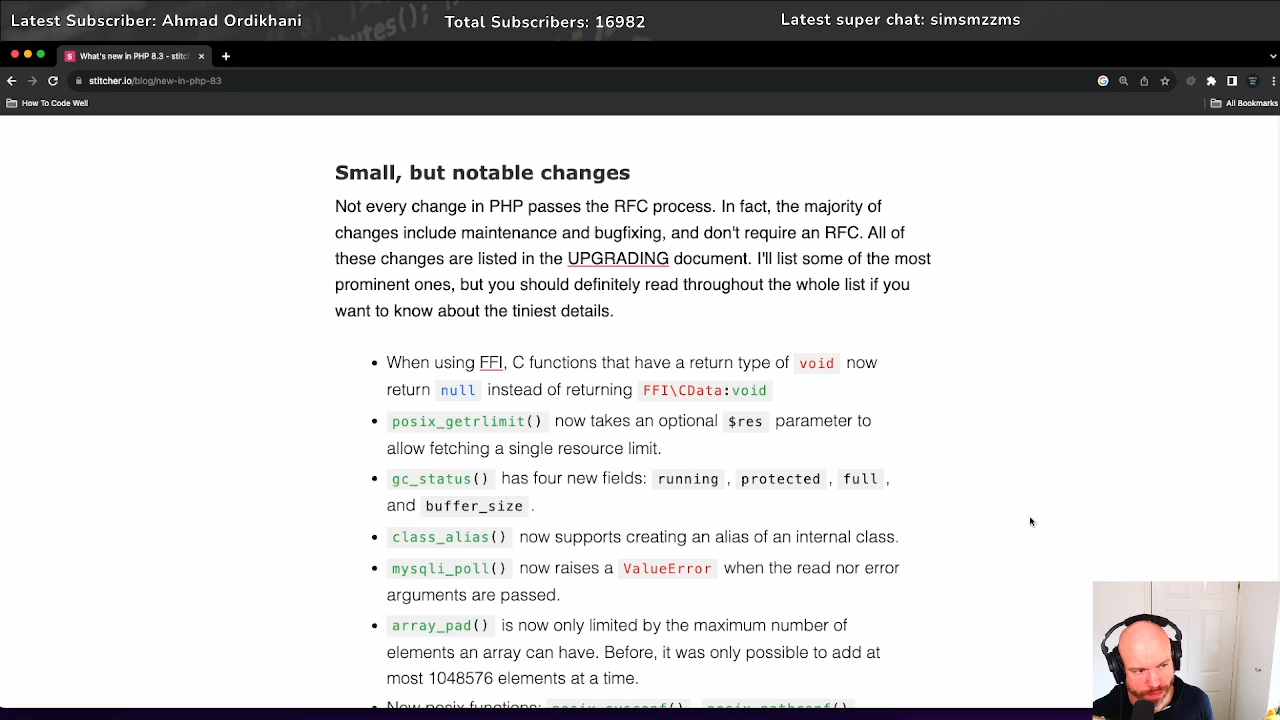 Latest Subscriber: Ahmad Ordikhani
Total Subscribers: 16982
Latest super chat: simsmzzms
What's new in PHP 8.3 - stitc
stitcher.io/blog/new-in-php-83
How To Code Well
All Bookmarks
Small, but notable changes
Not every change in PHP passes the RFC process. In fact, the majority of
changes include maintenance and bugfixing, and don't require an RFC. All of
these changes are listed in the UPGRADING document. I'll list some of the most
prominent ones, but you should definitely read throughout the whole list if you
want to know about the tiniest details.
• When using FFI, C functions that have a return type of void now
return null instead of returning FFI\CData:void
• posix_getrlimit() now takes an optional $res parameter to
allow fetching a single resource limit.
• gc_status() has four new fields: running, protected, full,
and buffer_size.
• class_alias() now supports creating an alias of an internal class.
• mysqli_poll() now raises a ValueError when the read nor error
arguments are passed.
• array_pad() is now only limited by the maximum number of
elements an array can have. Before, it was only possible to add at
most 1048576 elements at a time.
• New posix functions: posix_sysconf(), posix_pathconf()